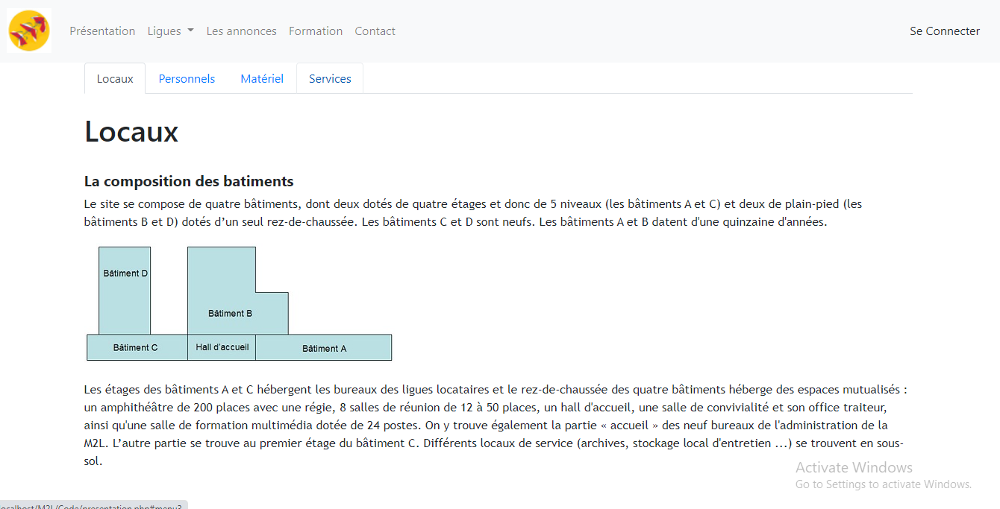 Présentation Ligues Les annonces Formation Contact Se Connecter
Locaux Personnels Matériel Services
Locaux
La composition des batiments
Le site se compose de quatre bâtiments, dont deux dotés de quatre étages et donc de 5 niveaux (les bâtiments A et C) et deux de plain-pied (les
bâtiments B et D) dotés d’un seul rez-de-chaussée. Les bâtiments C et D sont neufs. Les bâtiments A et B datent d'une quinzaine d'années.
Bâtiment D
Bâtiment B
Bâtiment C Hall d'accueil Bâtiment A
Les étages des bâtiments A et C hébergent les bureaux des ligues locataires et le rez-de-chaussée des quatre bâtiments héberge des espaces mutualisés :
un amphithéâtre de 200 places avec une régie, 8 salles de réunion de 12 à 50 places, un hall d'accueil, une salle de convivialité et son office traiteur,
ainsi qu'une salle de formation multimédia dotée de 24 postes. On y trouve également la partie « accueil » des neuf bureaux de l'administration de la
M2L. L’autre partie se trouve au premier étage du bâtiment C. Différents locaux de service (archives, stockage local d'entretien ...) se trouvent en sous-
sol.
Activate Windows
Go to Settings to activate Windows.
ocalhost/M2L/Code/presentation.php#menu3